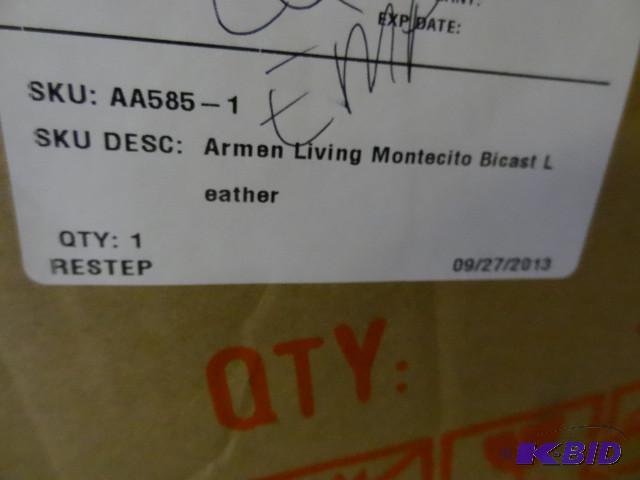 EXP DATE:
SKU: AA585-1
SKU DESC: Armen Living Montecito Bicast L
eather
QTY: 1
RESTEP 09/27/2013
QTY:
K-BID